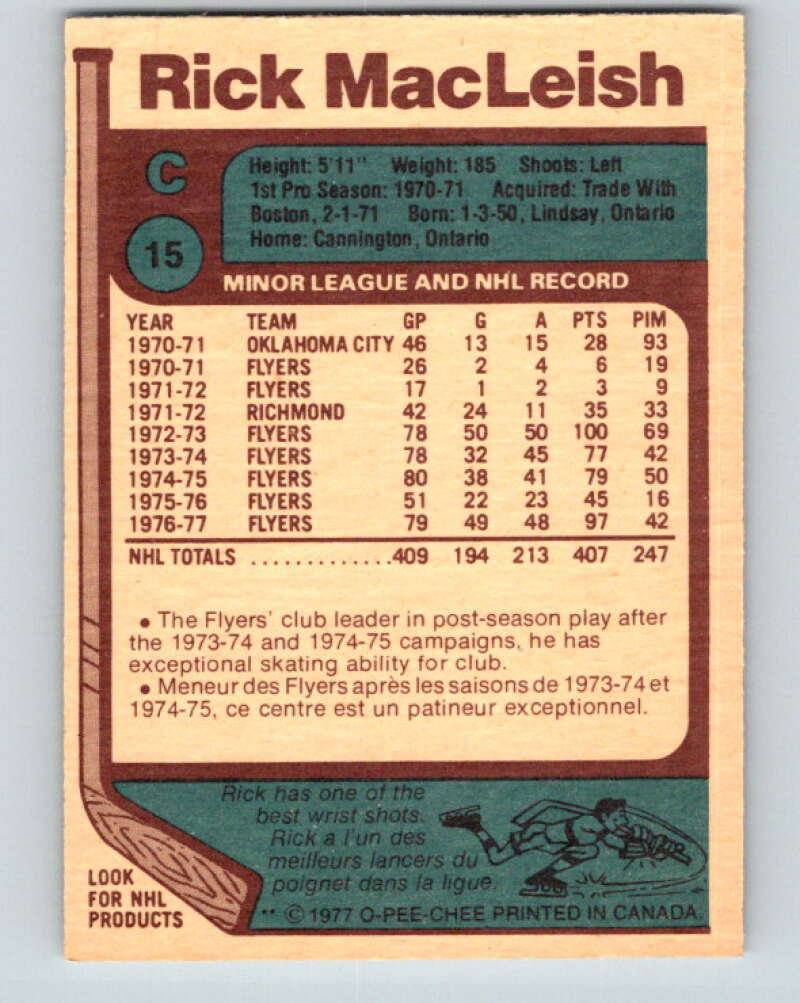 Rick MacLeish
C
Height: 5'11" Weight: 185 Shoots: Left
1st Pro Season: 1970-71 Acquired: Trade With
Boston, 2-1-71 Born: 1-3-50, Lindsay, Ontario
Home: Cannington, Ontario
15
MINOR LEAGUE AND NHL RECORD
YEAR TEAM GP G A PTS PIM
1970-71 OKLAHOMA CITY 46 13 15 28 93
1970-71 FLYERS 26 2 4 6 19
1971-72 FLYERS 17 1 2 3 9
1971-72 RICHMOND 42 24 11 35 33
1972-73 FLYERS 78 50 50 100 69
1973-74 FLYERS 78 32 45 77 42
1974-75 FLYERS 80 38 41 79 50
1975-76 FLYERS 51 22 23 45 16
1976-77 FLYERS 79 49 48 97 42
NHL TOTALS .............409 194 213 407 247
• The Flyers' club leader in post-season play after
the 1973-74 and 1974-75 campaigns, he has
exceptional skating ability for club.
• Meneur des Flyers après les saisons de 1973-74 et
1974-75, ce centre est un patineur exceptionnel.
Rick has one of the
best wrist shots.
Rick a l'un des
meilleurs lancers du
poignet dans la ligue.
LOOK
FOR NHL
PRODUCTS
** © 1977 O-PEE-CHEE PRINTED IN CANADA.